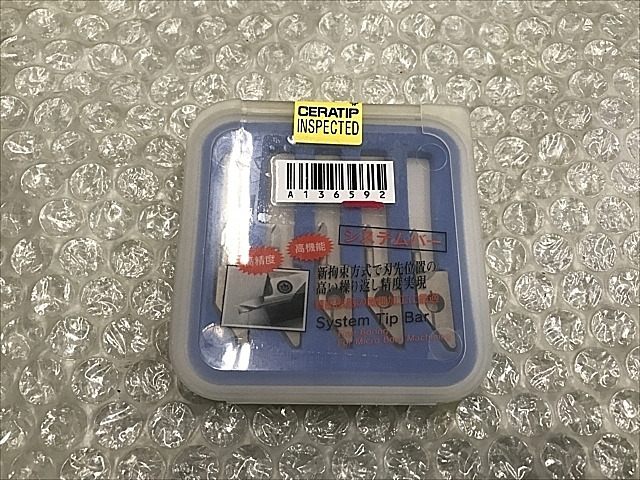 CERATIP
INSPECTED
A136592
システムバー
高精度
高機能
新拘束方式で刃先位置の
高い繰り返し精度実現
System Tip Bar